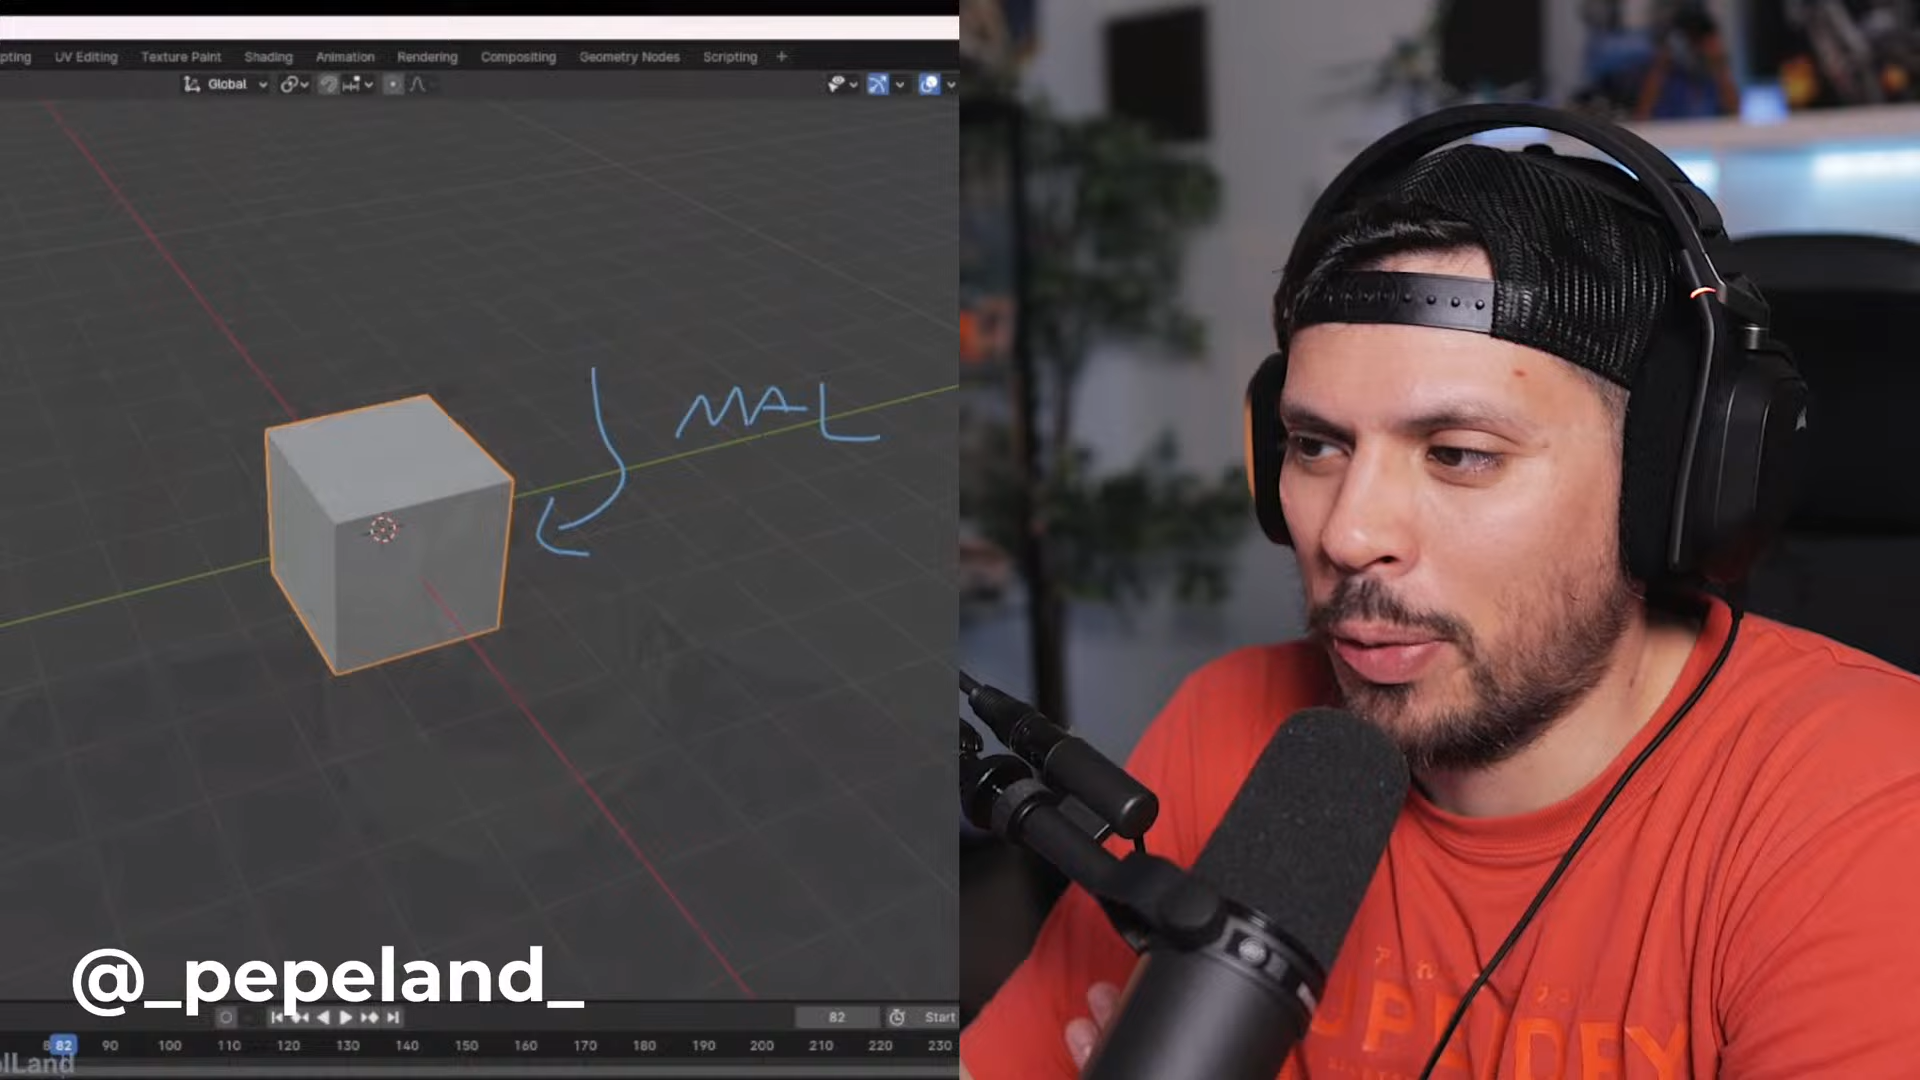 UV Editing Texture Paint Shading Animation Rendering Compositing Geometry Nodes Scripting +
Global
MAL
@_pepeland_
82 Start
82 90 100 110 120 130 140 150 160 170 180 190 200 210 220 230